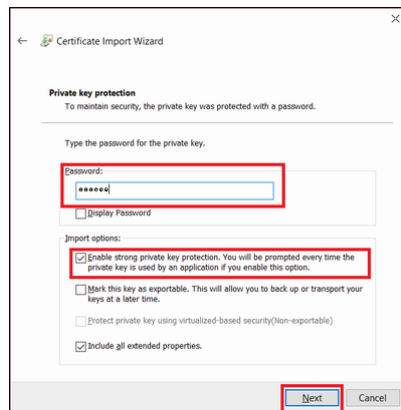 Certificate Import Wizard
Private key protection
To maintain security, the private key was protected with a password.
Type the password for the private key.
Password:
●●●●●●
Display Password
Import options:
Enable strong private key protection. You will be prompted every time the
private key is used by an application if you enable this option.
Mark this key as exportable. This will allow you to back up or transport your
keys at a later time.
Protect private key using virtualized-based security(Non-exportable)
Include all extended properties.
Next Cancel